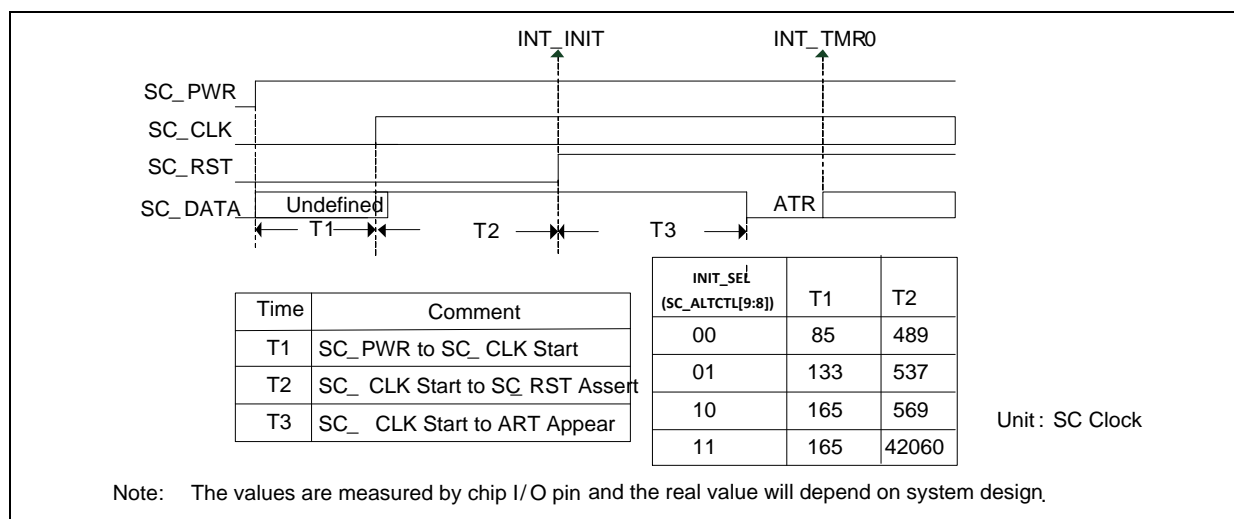 INT_INIT INT_TMR0
SC_PWR
SC_CLK
SC_RST
SC_DATA Undefined ATR
T1 T2 T3
Time Comment
T1 SC_PWR to SC_ CLK Start
T2 SC_ CLK Start to SC_ RST Assert
T3 SC_ CLK Start to ART Appear
INIT_SEL
(SC_ALTCTL[9:8]) T1 T2
00 85 489
01 133 537
10 165 569
11 165 42060
Unit : SC Clock
Note: The values are measured by chip I/O pin and the real value will depend on system design.